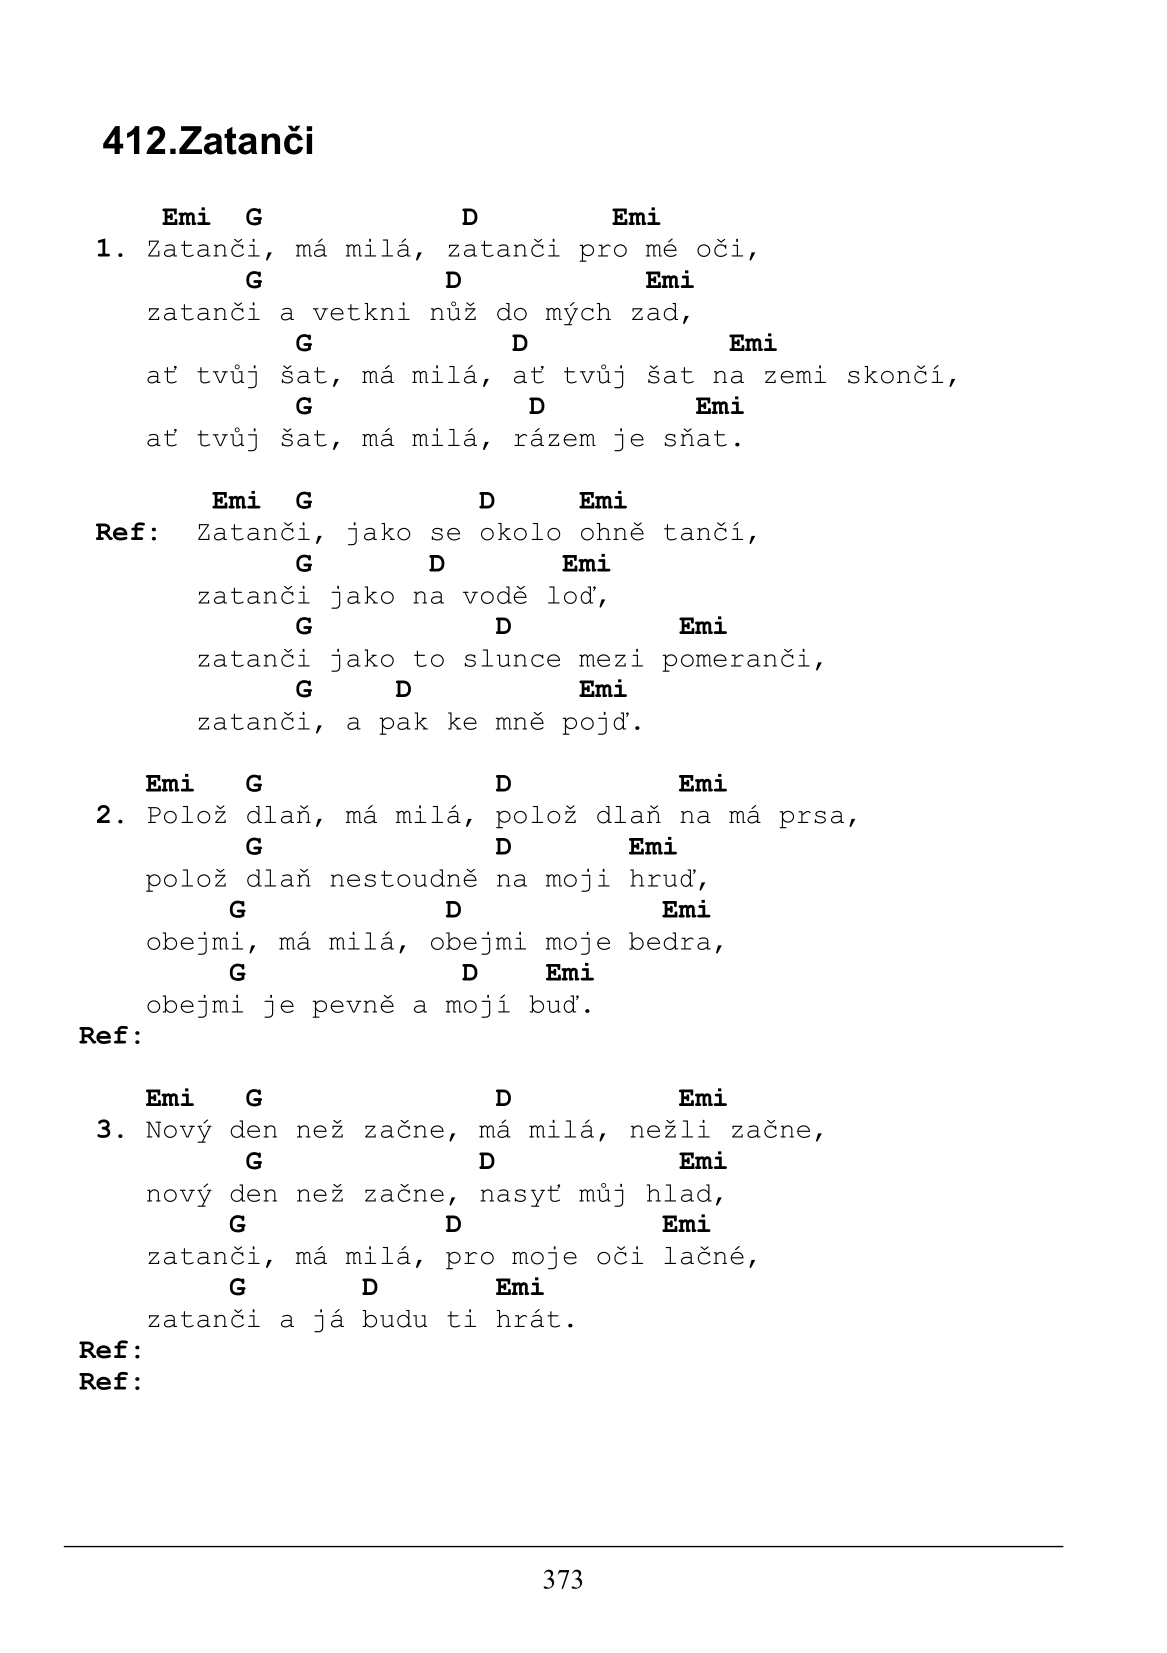 412.Zatanči
Emi G D Emi
1. Zatanči, má milá, zatanči pro mé oči,
G D Emi
zatanči a vetkni nůž do mých zad,
G D Emi
ať tvůj šat, má milá, ať tvůj šat na zemi skončí,
G D Emi
ať tvůj šat, má milá, rázem je sňat.
Emi G D Emi
Ref: Zatanči, jako se okolo ohně tančí,
G D Emi
zatanči jako na vodě loď,
G D Emi
zatanči jako to slunce mezi pomeranči,
G D Emi
zatanči, a pak ke mně pojď.
Emi G D Emi
2. Polož dlaň, má milá, polož dlaň na má prsa,
G D Emi
polož dlaň nestoudně na moji hruď,
G D Emi
obejmi, má milá, obejmi moje bedra,
G D Emi
obejmi je pevně a mojí buď.
Ref:
Emi G D Emi
3. Nový den než začne, má milá, nežli začne,
G D Emi
nový den než začne, nasyť můj hlad,
G D Emi
zatanči, má milá, pro moje oči lačné,
G D Emi
zatanči a já budu ti hrát.
Ref:
Ref:
373